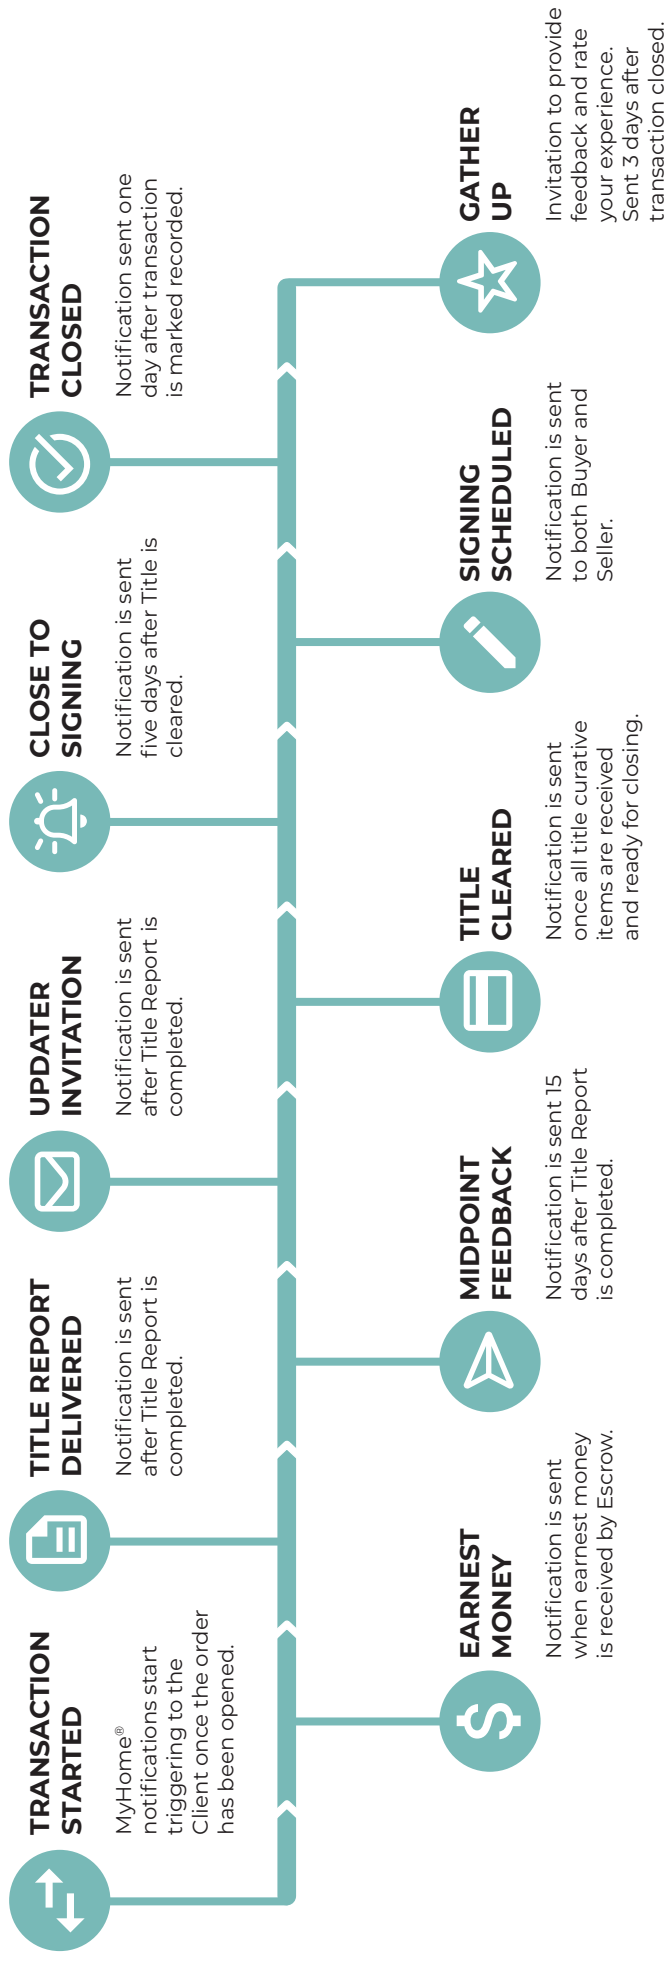 TRANSACTION
STARTED
MyHome®
notifications start
triggering to the
Client once the order
has been opened.
EARNEST
MONEY
Notification is sent
when earnest money
is received by Escrow.
TITLE REPORT
DELIVERED
Notification is sent
after Title Report is
completed.
MIDPOINT
FEEDBACK
Notification is sent 15
days after Title Report
is completed.
UPDATER
INVITATION
Notification is sent
after Title Report is
completed.
TITLE
CLEARED
Notification is sent
once all title curative
items are received
and ready for closing.
CLOSE TO
SIGNING
Notification is sent
five days after Title is
cleared.
SIGNING
SCHEDULED
Notification is sent
to both Buyer and
Seller.
TRANSACTION
CLOSED
Notification sent one
day after transaction
is marked recorded.
GATHER
UP
Invitation to provide
feedback and rate
your experience.
Sent 3 days after
transaction closed.